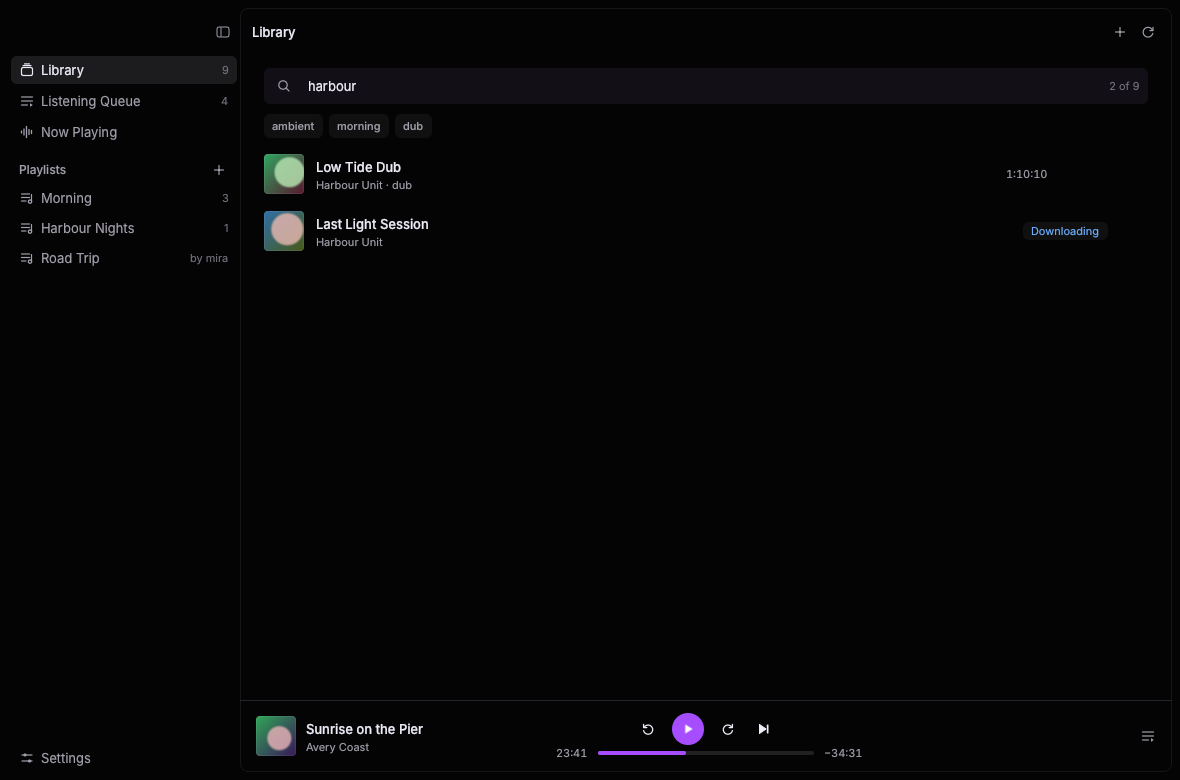 Library
9
Listening Queue
4
Now Playing
Playlists
Morning
3
Harbour Nights
1
Road Trip
by mira
Settings
Library
harbour
2 of 9
ambient
morning
dub
Low Tide Dub
Harbour Unit · dub
1:10:10
Last Light Session
Harbour Unit
Downloading
Sunrise on the Pier
Avery Coast
23:41
−34:31